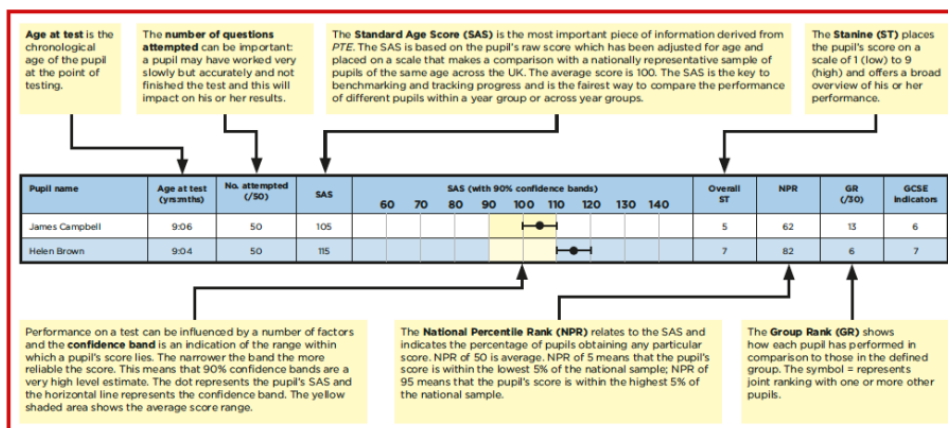 Age at test is the
chronological
age of the pupil
at the point of
testing.
The number of questions
attempted can be important:
a pupil may have worked very
slowly but accurately and not
finished the test and this will
impact on his or her results.
The Standard Age Score (SAS) is the most important piece of information derived from
PTE. The SAS is based on the pupil's raw score which has been adjusted for age and
placed on a scale that makes a comparison with a nationally representative sample of
pupils of the same age across the UK. The average score is 100. The SAS is the key to
benchmarking and tracking progress and is the fairest way to compare the performance
of different pupils within a year group or across year groups.
The Stanine (ST) places
the pupil's score on a
scale of 1 (low) to 9
(high) and offers a broad
overview of his or her
performance.
Pupil name Age at test (yrs:mths) No. attempted (/50) SAS SAS (with 90% confidence bands) Overall ST NPR GR (/30) GCSE Indicators
60 70 80 90 100 110 120 130 140
James Campbell 9:06 50 105 5 62 13 6
Helen Brown 9:04 50 115 7 82 6 7
Performance on a test can be influenced by a number of factors
and the confidence band is an indication of the range within
which a pupil's score lies. The narrower the band the more
reliable the score. This means that 90% confidence bands are a
very high level estimate. The dot represents the pupil's SAS and
the horizontal line represents the confidence band. The yellow
shaded area shows the average score range.
The National Percentile Rank (NPR) relates to the SAS and
indicates the percentage of pupils obtaining any particular
score. NPR of 50 is average. NPR of 5 means that the pupil's
score is within the lowest 5% of the national sample; NPR of
95 means that the pupil's score is within the highest 5% of
the national sample.
The Group Rank (GR) shows
how each pupil has performed in
comparison to those in the defined
group. The symbol = represents
joint ranking with one or more other
pupils.